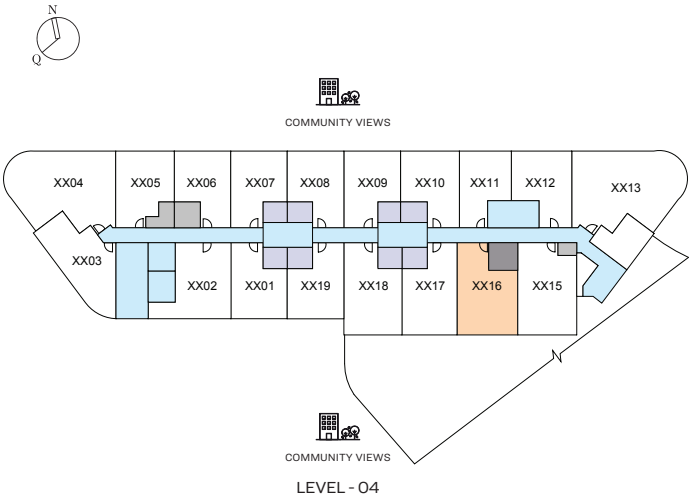 N
Q
COMMUNITY VIEWS
XX04
XX05
XX06
XX07
XX08
XX09
XX10
XX11
XX12
XX13
XX03
XX02
XX01
XX19
XX18
XX17
XX16
XX15
N
COMMUNITY VIEWS
LEVEL - 04